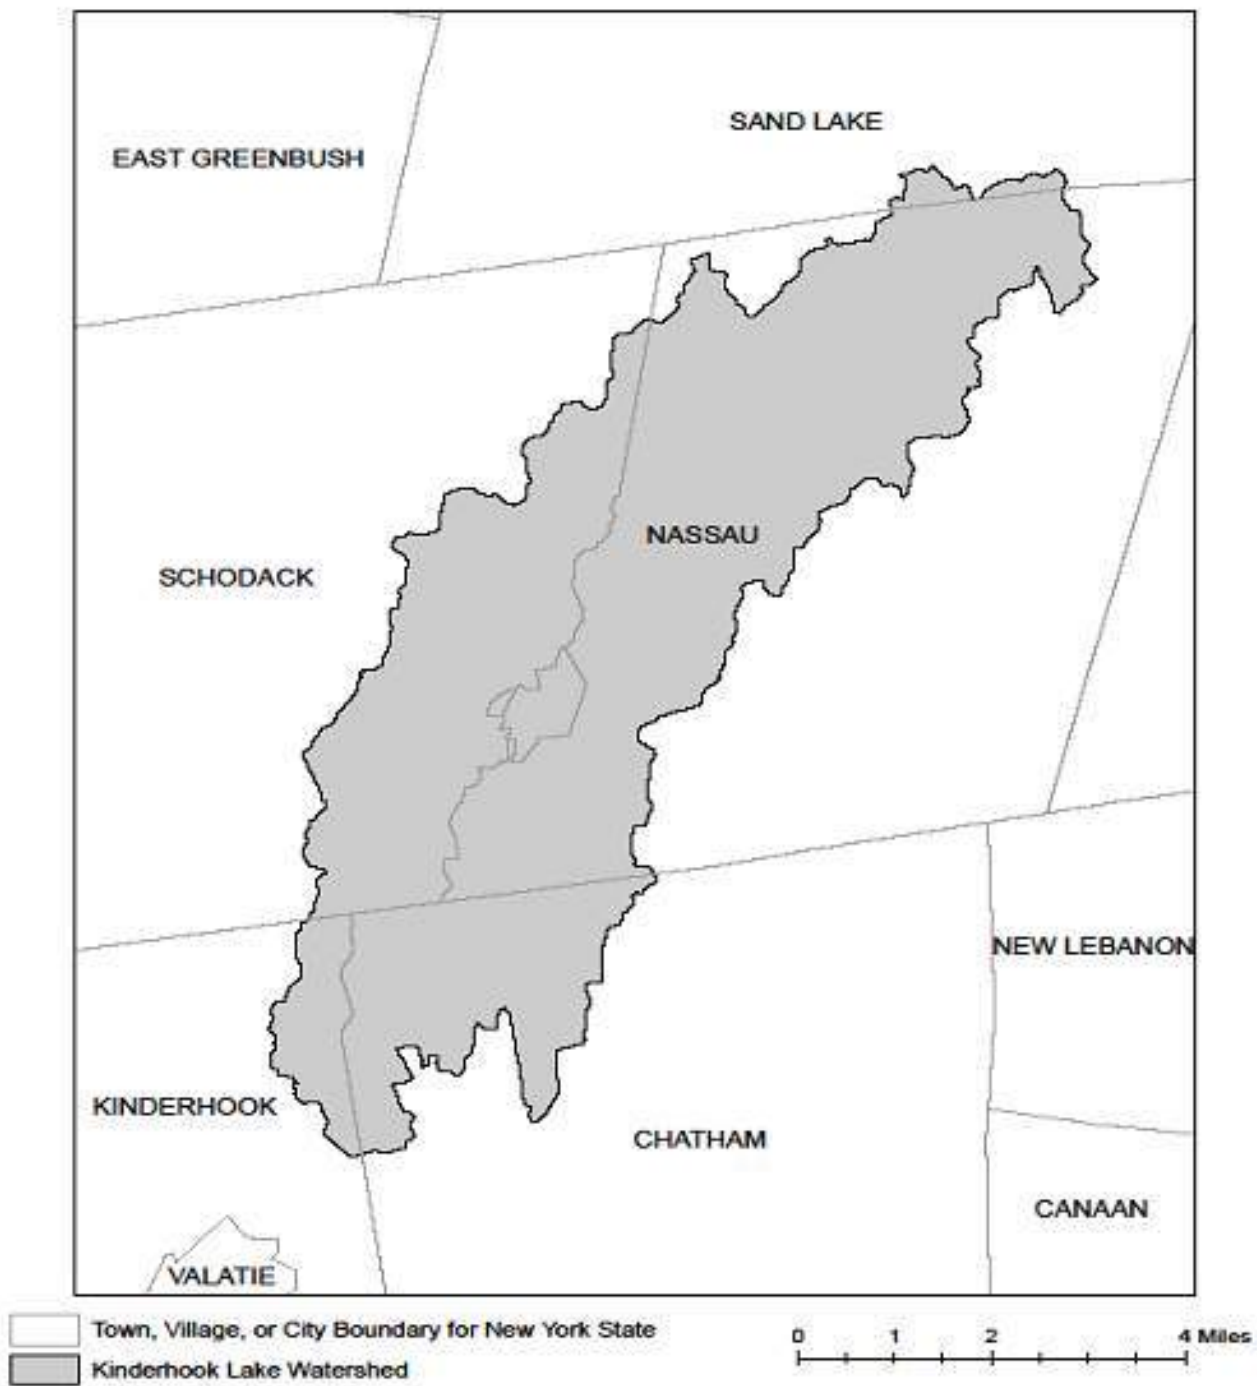 SAND LAKE
EAST GREENBUSH
NASSAU
SCHODACK
NEW LEBANON
KINDERHOOK
CHATHAM
CANAAN
VALATIE
Town, Village, or City Boundary for New York State
Kinderhook Lake Watershed
0 1 2 4 Miles